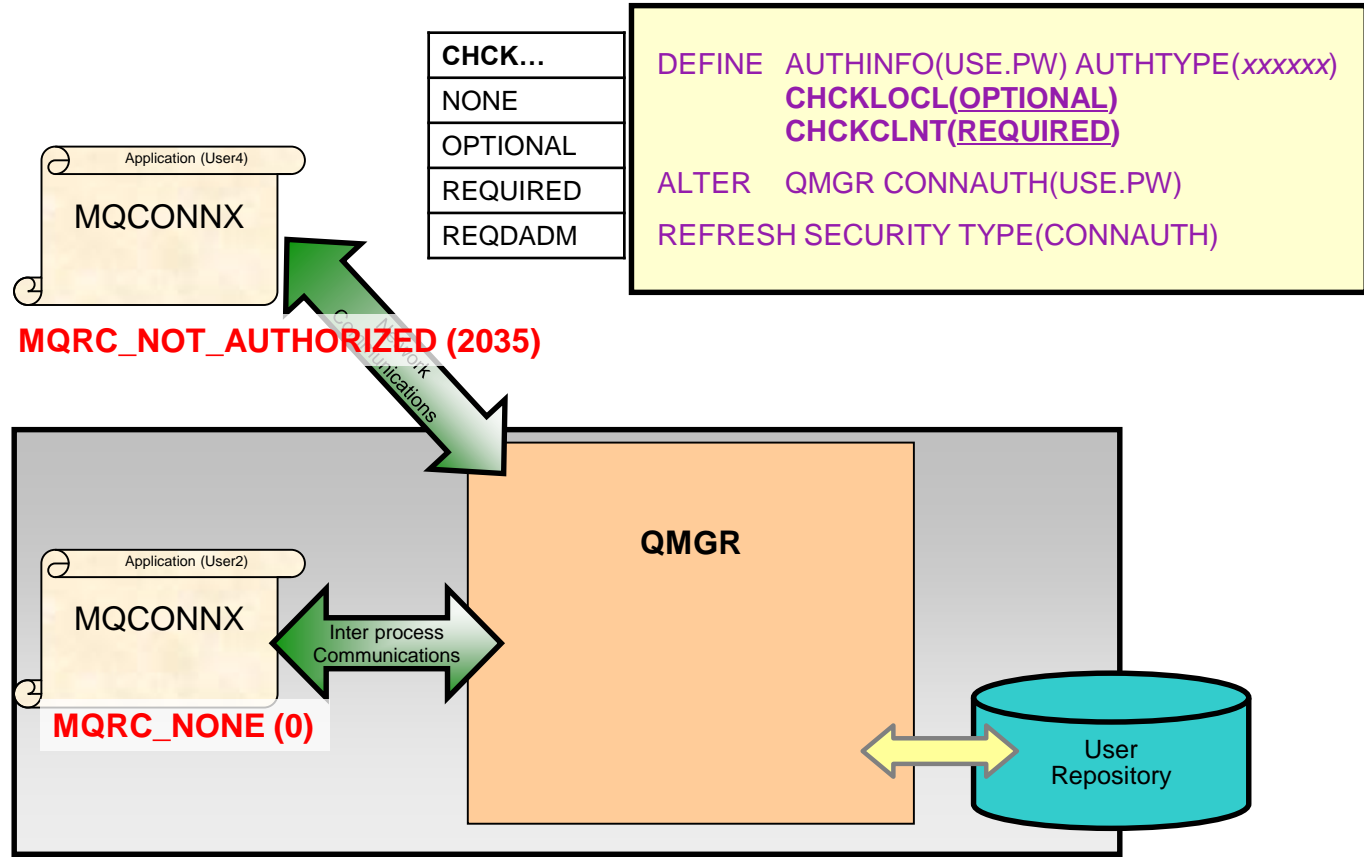 CHCK…
NONE
OPTIONAL
REQUIRED
REQDADM
DEFINE AUTHINFO(USE.PW) AUTHTYPE(xxxxxx)
CHCKLOCL(OPTIONAL)
CHCKCLNT(REQUIRED)
ALTER QMGR CONNAUTH(USE.PW)
REFRESH SECURITY TYPE(CONNAUTH)
Application (User4)
MQCONNX
MQRC_NOT_AUTHORIZED (2035)
Network
Communications
QMGR
Application (User2)
MQCONNX
Inter process
Communications
MQRC_NONE (0)
User
Repository